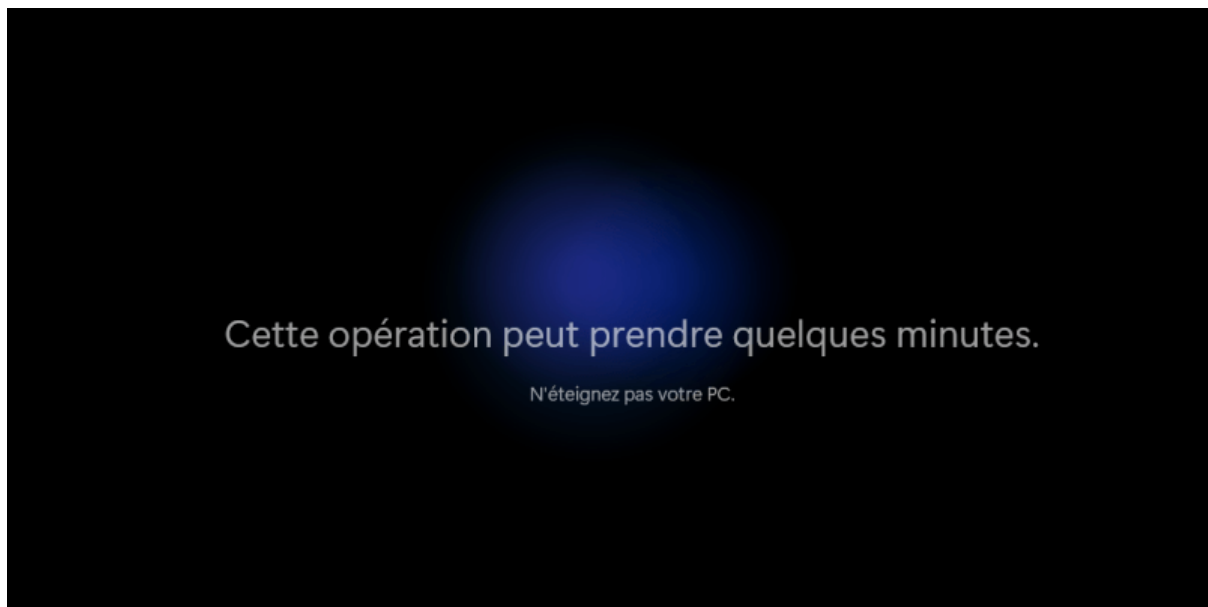 Cette opération peut prendre quelques minutes.
N'éteignez pas votre PC.